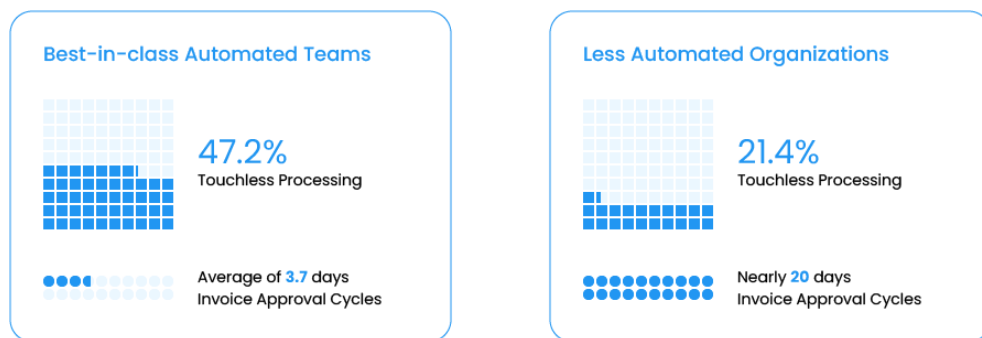 Best-in-class Automated Teams
47.2%
Touchless Processing
Average of 3.7 days
Invoice Approval Cycles
Less Automated Organizations
21.4%
Touchless Processing
Nearly 20 days
Invoice Approval Cycles